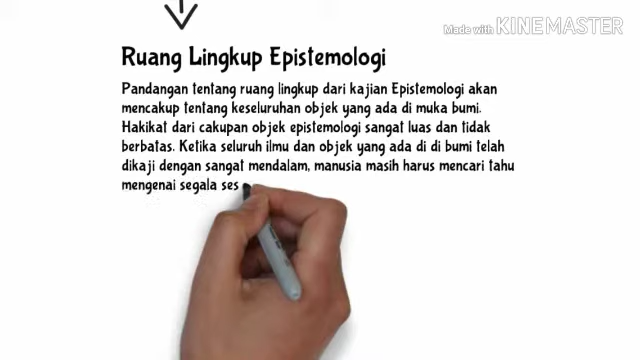 Made with KINEMASTER
Ruang Lingkup Epistemologi
Pandangan tentang ruang lingkup dari kajian Epistemologi akan
mencakup tentang keseluruhan objek yang ada di muka bumi.
Hakikat dari cakupan objek epistemologi sangat luas dan tidak
berbatas. Ketika seluruh ilmu dan objek yang ada di di bumi telah
dikaji dengan sangat mendalam, manusia masih harus mencari tahu
mengenai segala ses